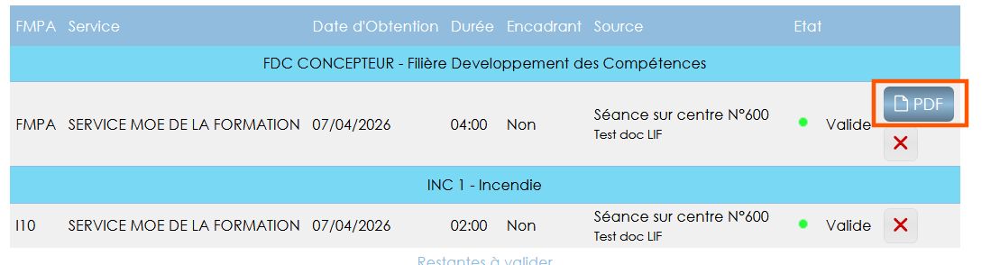 FMPA Service Date d'Obtention Durée Encadrant Source Etat
FDC CONCEPTEUR - Filière Developpement des Compétences
PDF
FMPA SERVICE MOE DE LA FORMATION 07/04/2026 04:00 Non Séance sur centre N°600 Valide
Test doc LIF
INC 1 - Incendie
I10 SERVICE MOE DE LA FORMATION 07/04/2026 02:00 Non Séance sur centre N°600 Valide
Test doc LIF
Restantes à valider